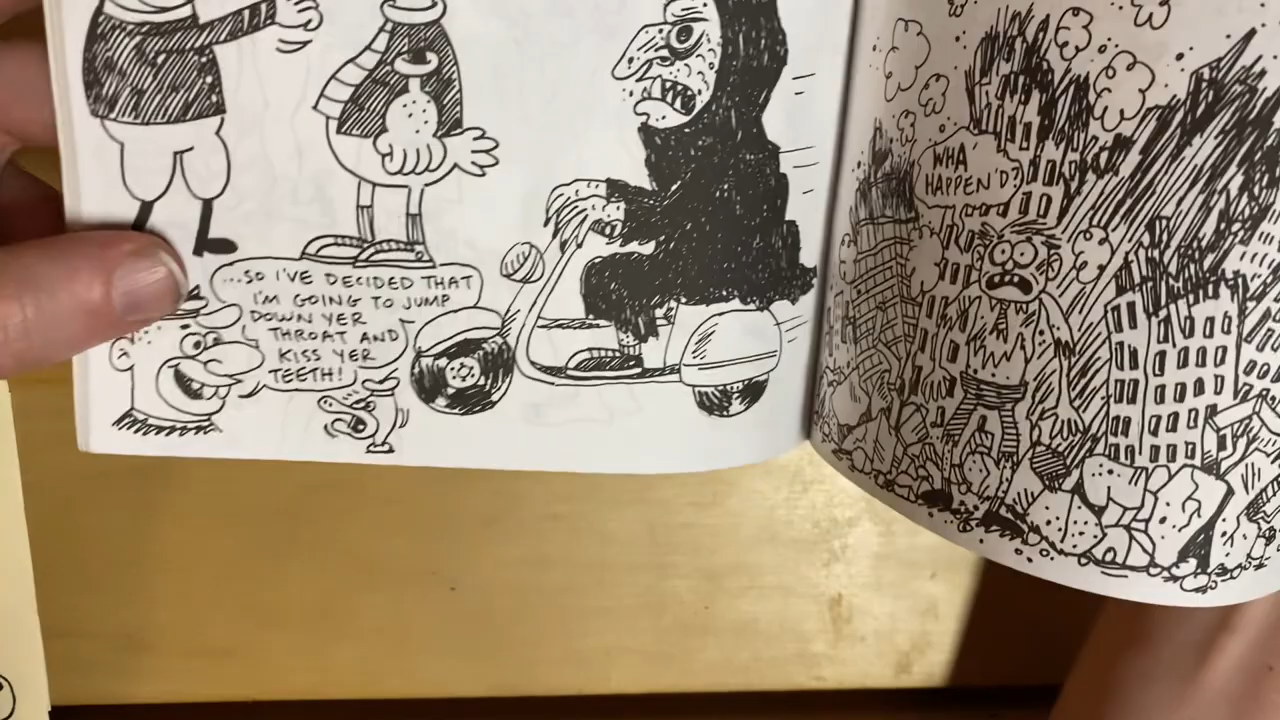 ...SO I'VE DECIDED THAT
I'M GOING TO JUMP
DOWN YER
THROAT AND
KISS YER
TEETH!
WHA'
HAPPEN'D?